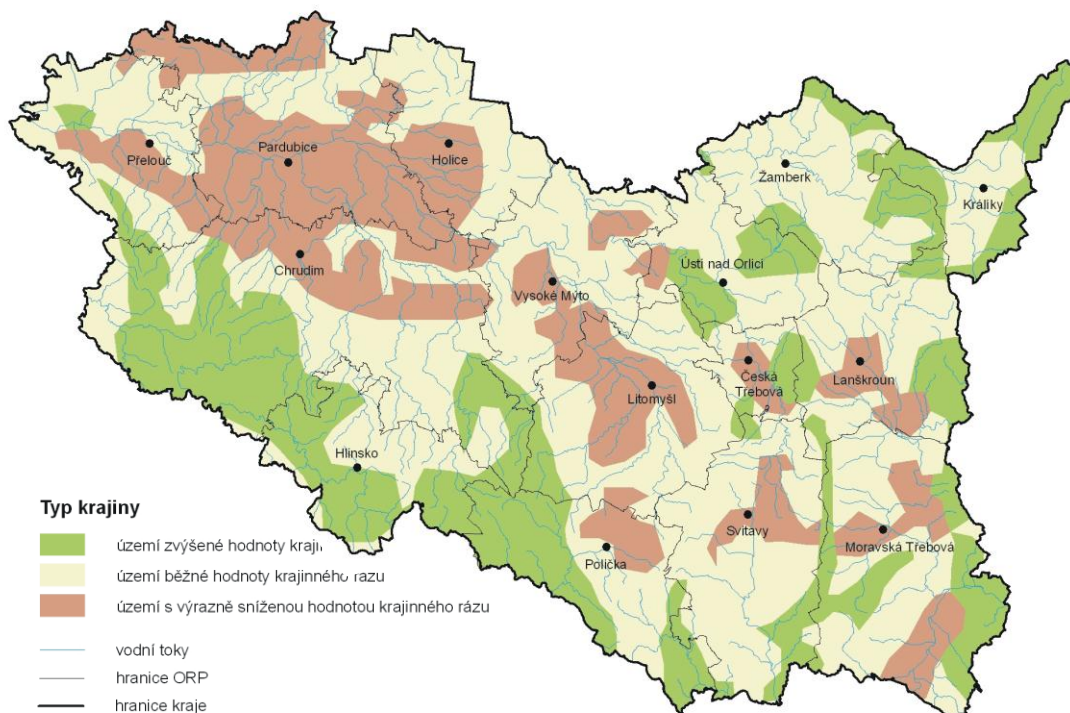 Přelouč
Pardubice
Holice
Žamberk
Králíky
Chrudim
Vysoké Mýto
Ústí nad Orlicí
Česká
Třebová
Lanškroun
Litomyšl
Hlinsko
Svitavy
Moravská Třebová
Polička
Typ krajiny
území zvýšené hodnoty
území běžné hodnoty krajinného rázu
území s výrazně sníženou hodnotou krajinného rázu
vodní toky
hranice ORP
hranice kraje